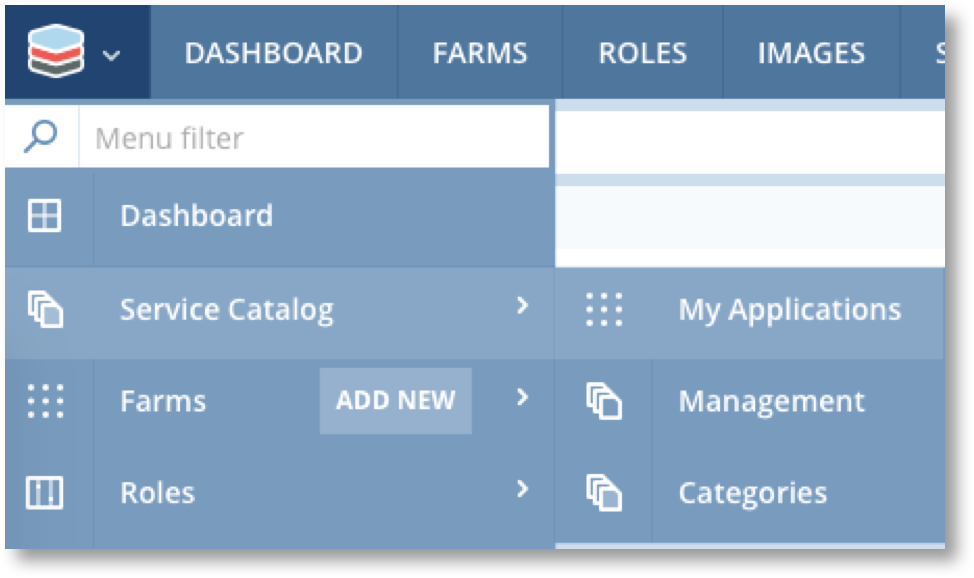 DASHBOARD FARMS ROLES IMAGES S
Menu filter
Dashboard
Service Catalog
My Applications
Farms ADD NEW
Management
Roles
Categories